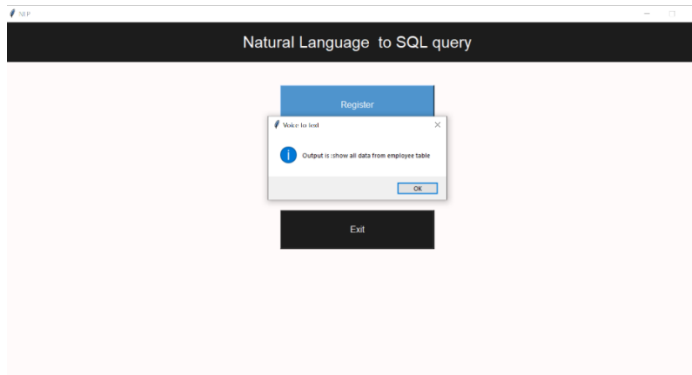 NLP
Natural Language to SQL query
Register
Voice to text
Output is :show all data from employee table
OK
Exit